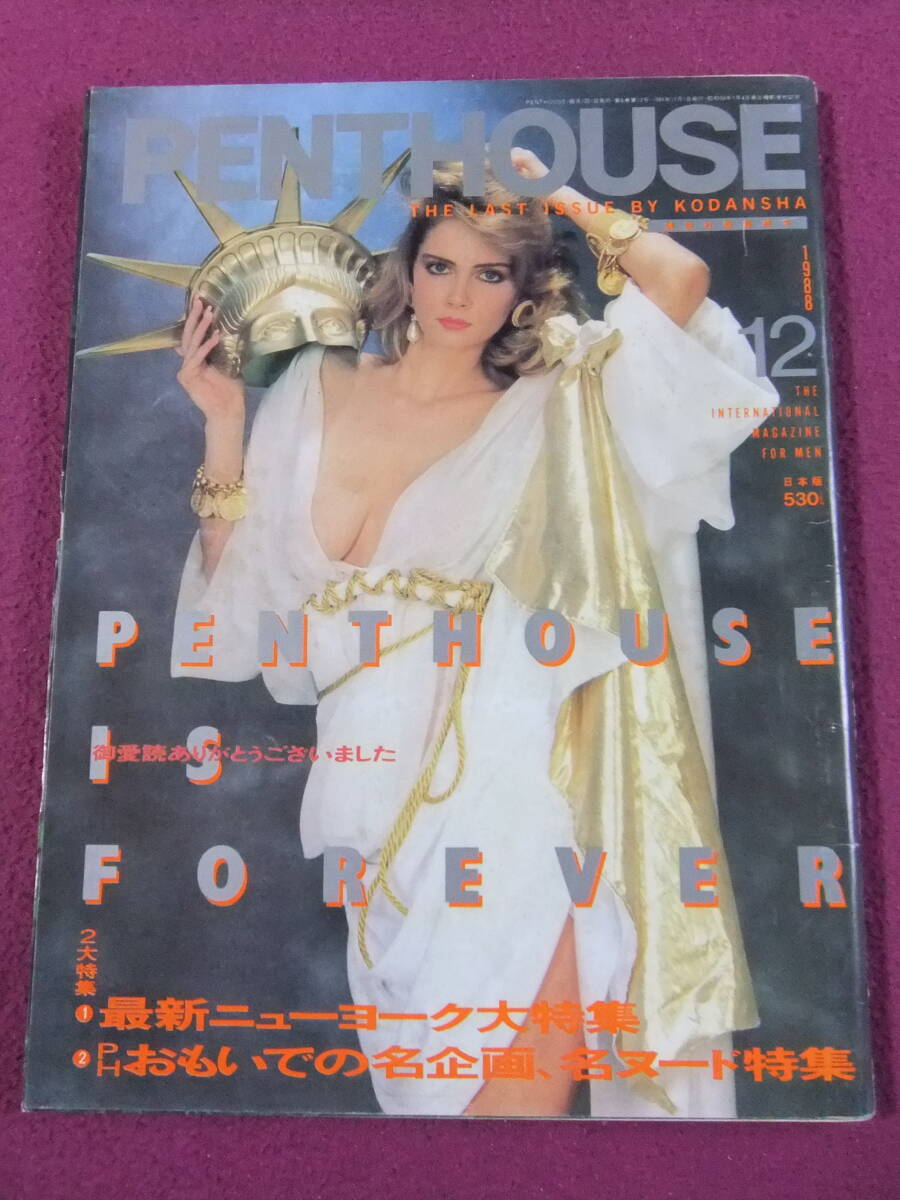 PENTHOUSE
THE LAST ISSUE BY KODANSHA
1988
12
THE
INTERNATIONAL
MAGAZINE
FOR MEN
日本版
530
PENTHOUSE
IS
御愛読ありがとうございました
FOREVER
2大特集
1 最新ニューヨーク大特集
2 PHおもいでの名企画、名ヌード特集